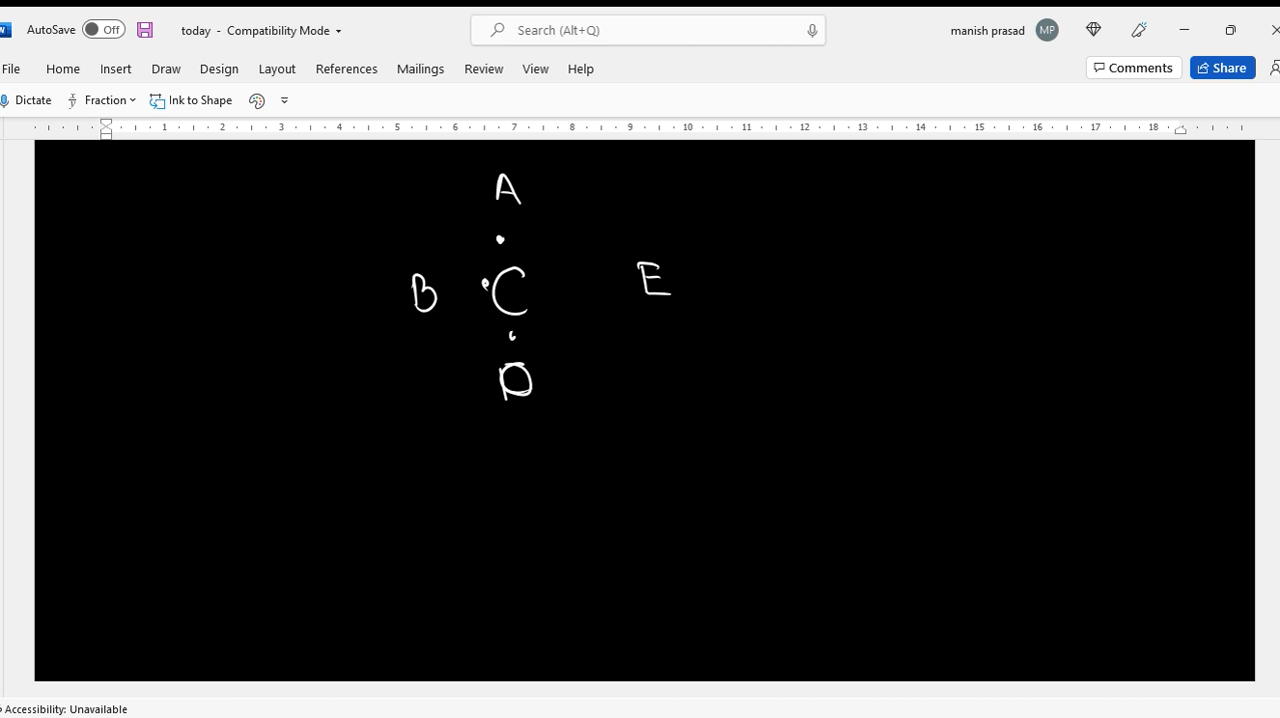 AutoSave Off today - Compatibility Mode Search (Alt+Q) manish prasad MP
File Home Insert Draw Design Layout References Mailings Review View Help Comments Share
Dictate Fraction Ink to Shape
1 2 3 4 5 6 7 8 9 10 11 12 13 14 15 16 17 18
A
B C E
D
Accessibility: Unavailable